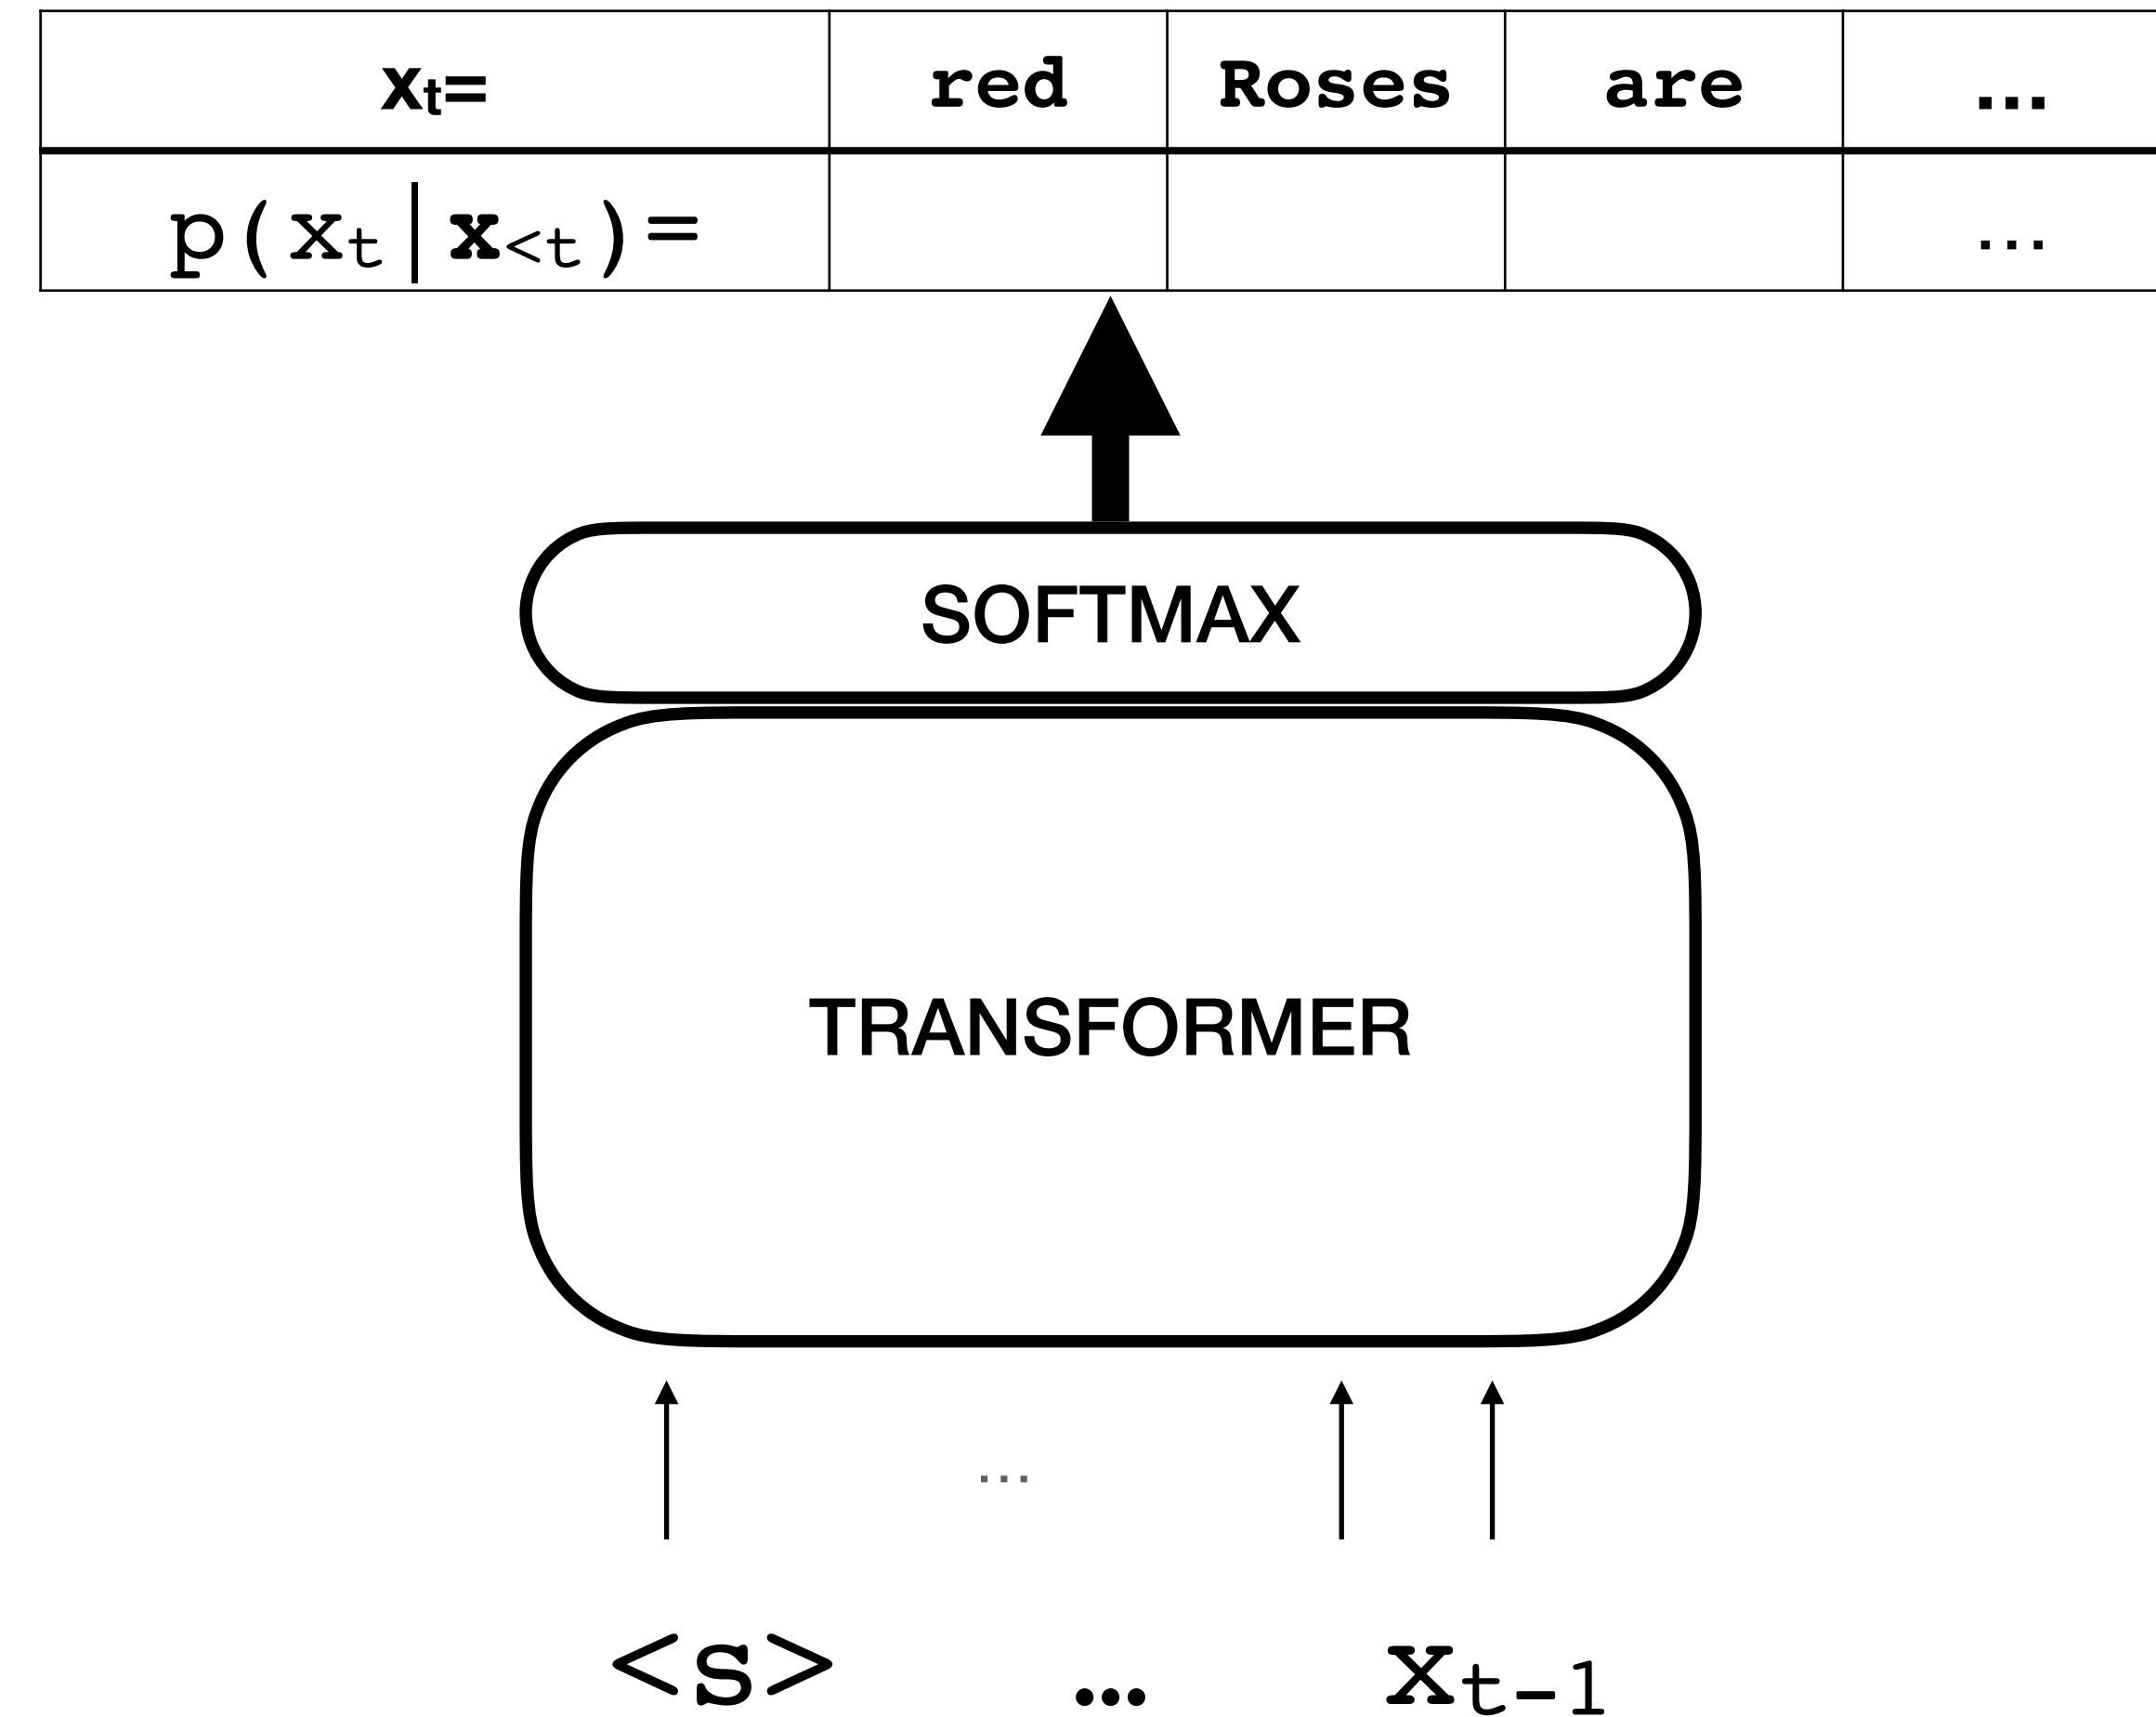 xt= red Roses are ...
p(xt|x<t)= ...
SOFTMAX
TRANSFORMER
...
<s> ... xt-1